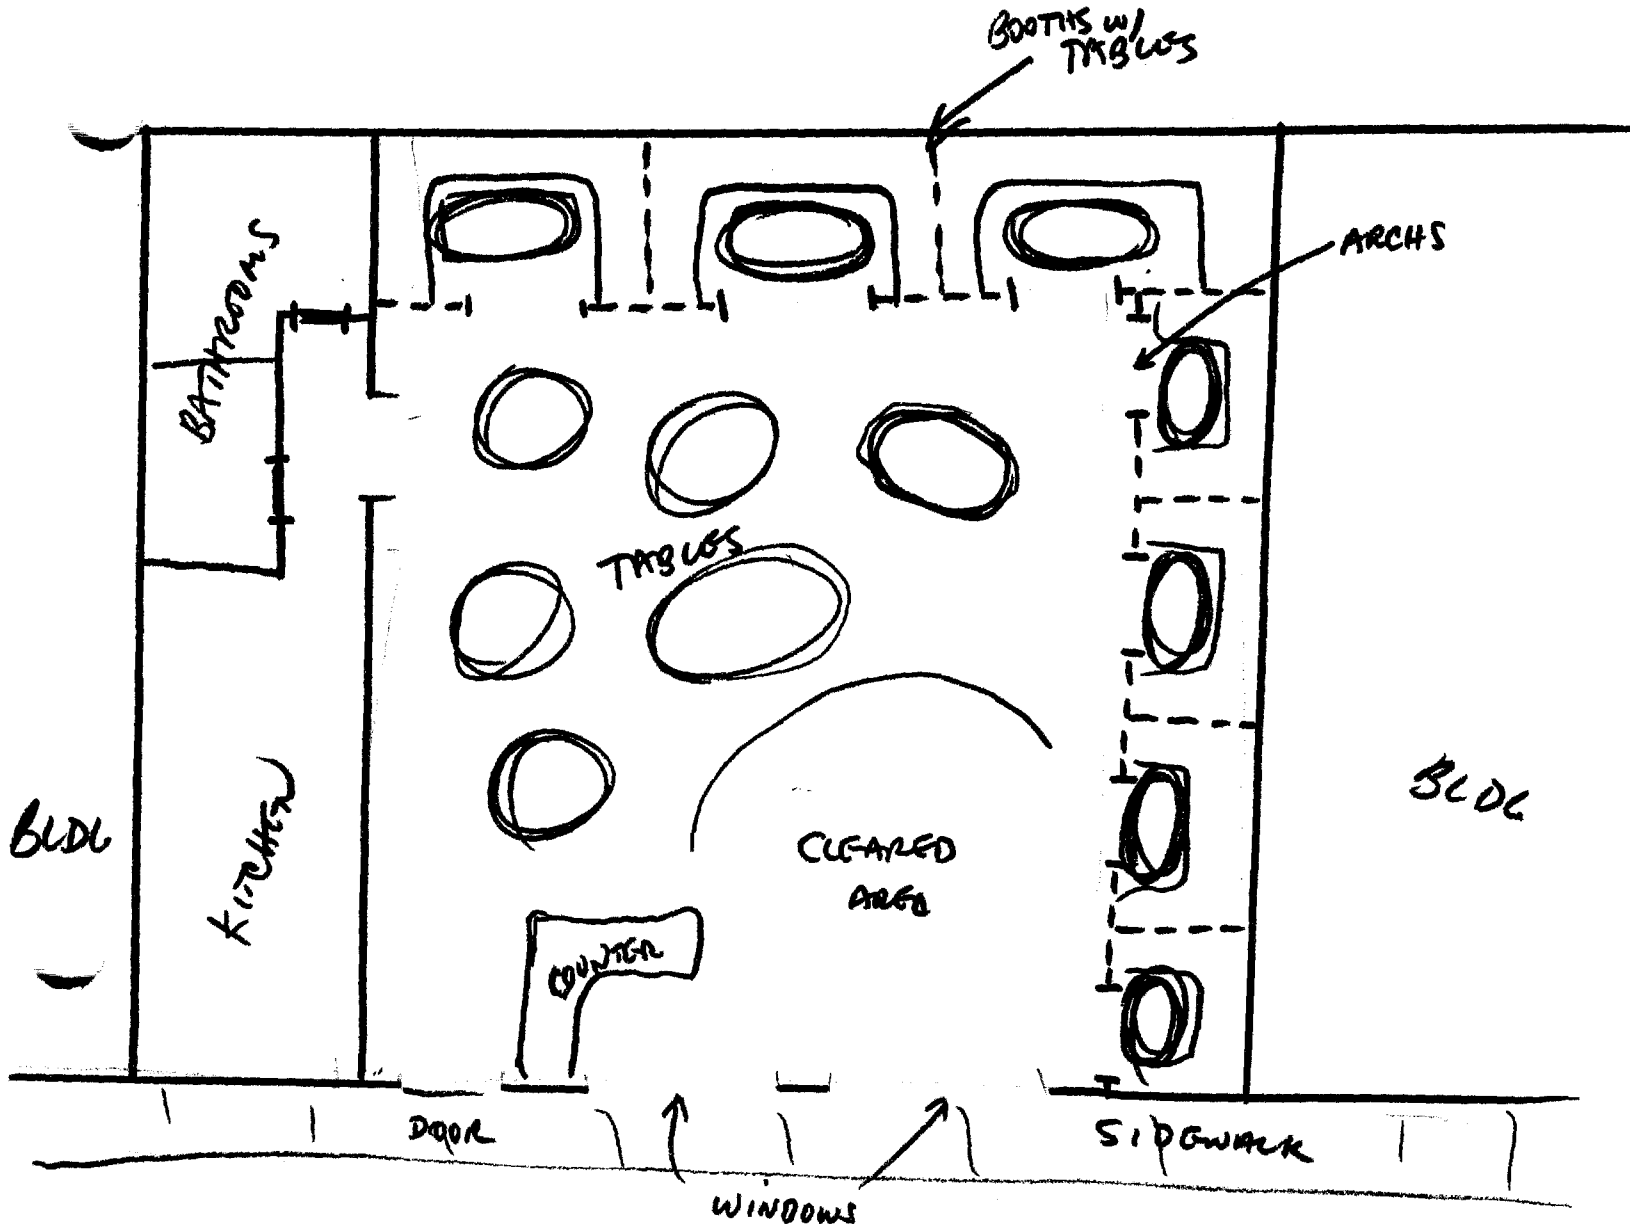 BOOTHS W/
TABLES
ARCHS
BATHROOMS
TABLES
BLDG
KITCHEN
CLEARED
AREA
BLDG
COUNTER
DOOR
SIDEWALK
WINDOWS